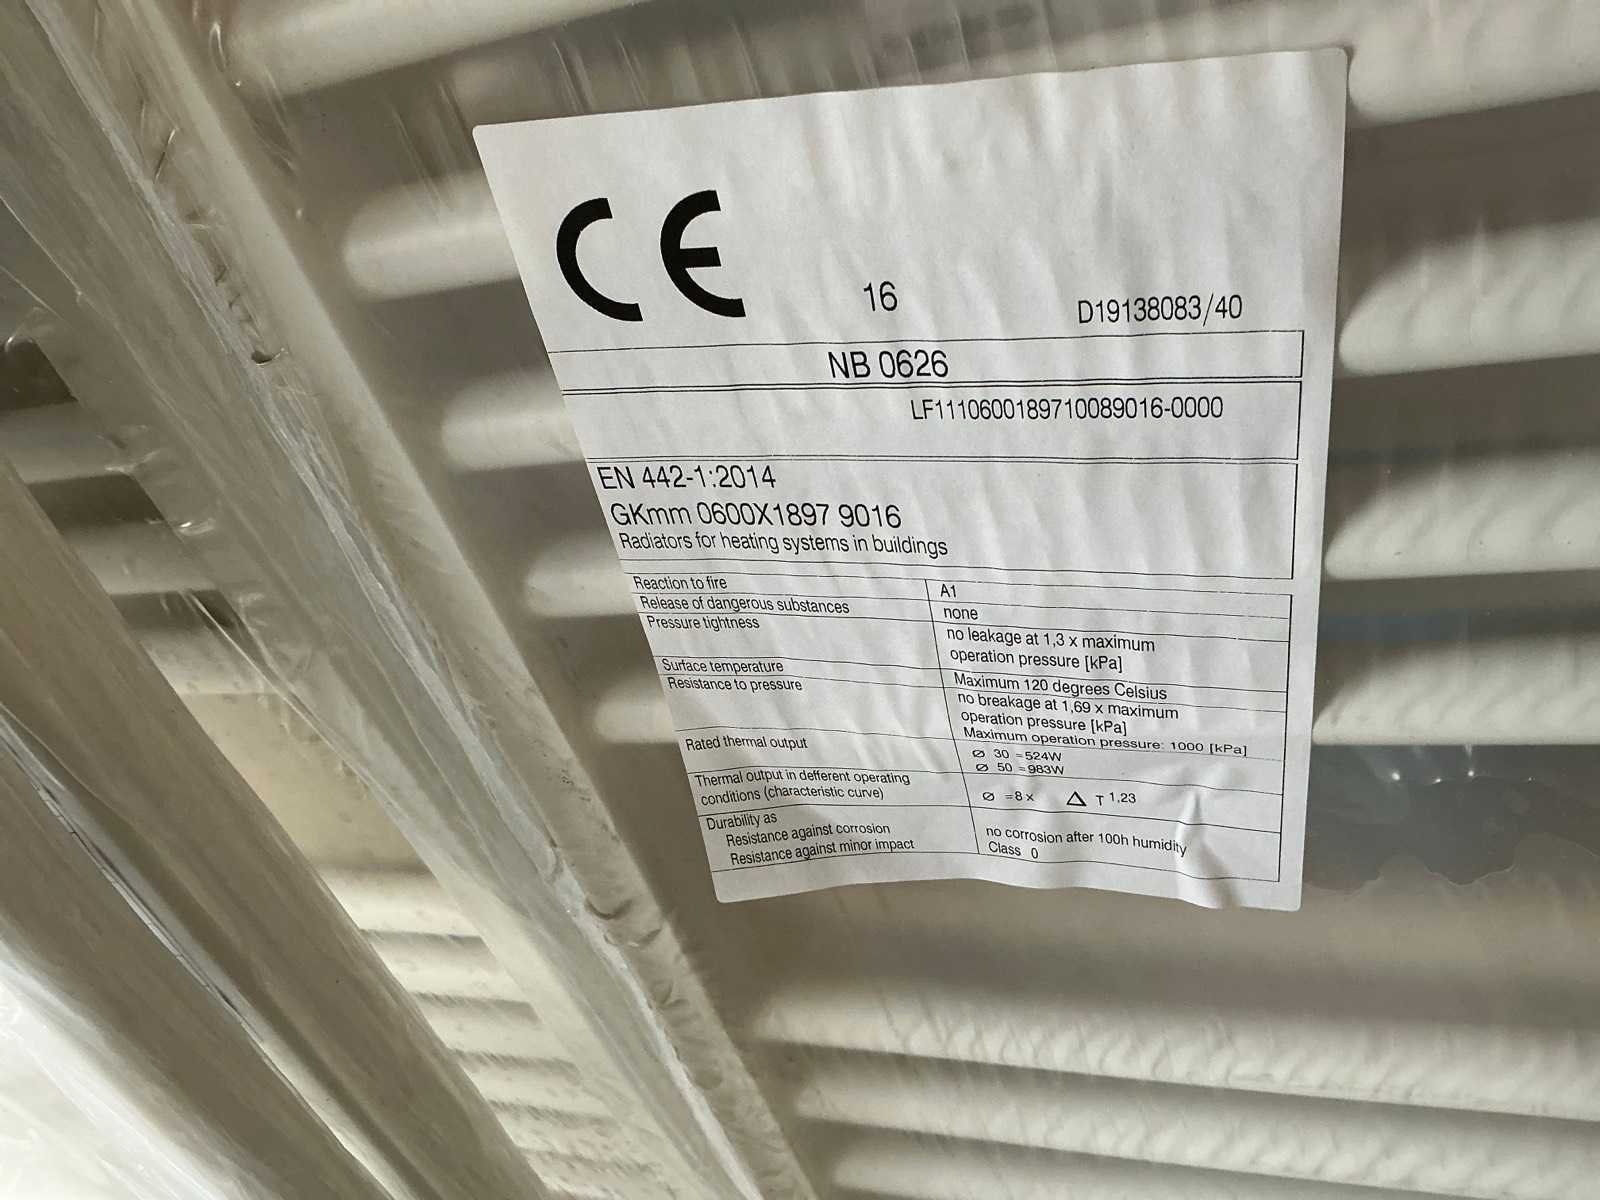 CE
16 D19138083/40
NB 0626
LF1110600189710089016-0000
EN 442-1:2014
GKmm 0600X1897 9016
Radiators for heating systems in buildings
Reaction to fire A1
Release of dangerous substances none
Pressure tightness no leakage at 1,3 x maximum
operation pressure [kPa]
Surface temperature Maximum 120 degrees Celsius
Resistance to pressure no breakage at 1,69 x maximum
operation pressure [kPa]
Maximum operation pressure: 1000 [kPa]
Rated thermal output ∅ 30 =524W
∅ 50 =983W
Thermal output in defferent operating
conditions (characteristic curve) ∅ =8 x △ T 1,23
Durability as
Resistance against corrosion no corrosion after 100h humidity
Resistance against minor impact Class 0